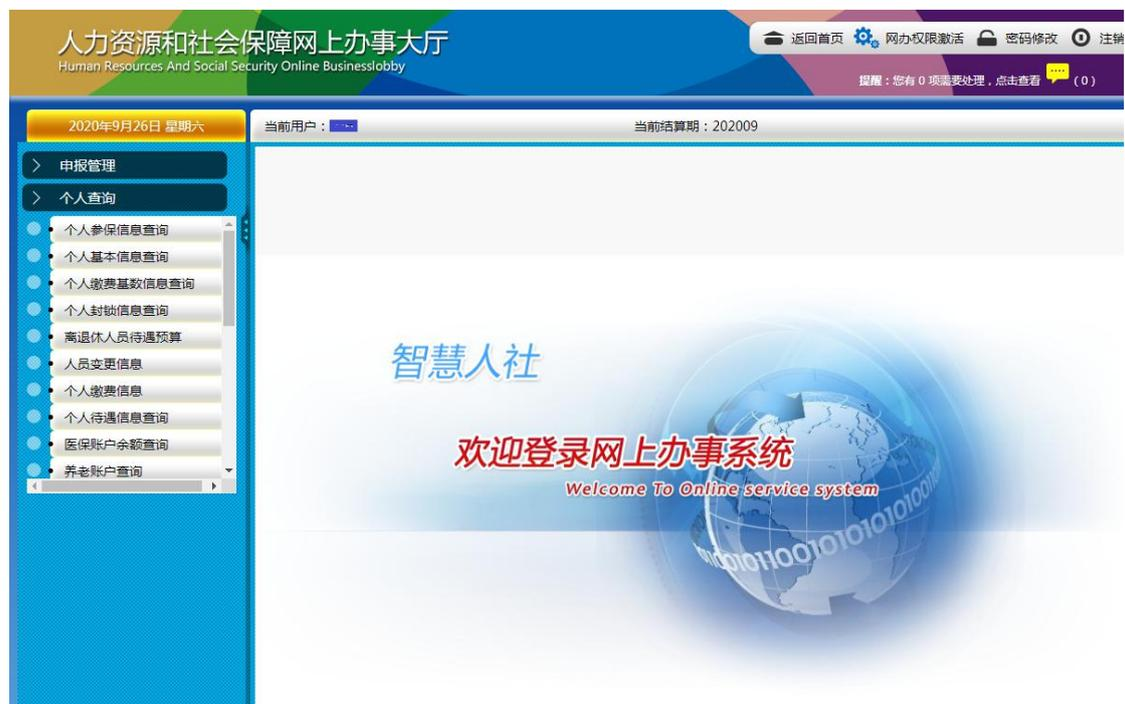 人力资源和社会保障网上办事大厅
Human Resources And Social Security Online Businesslobby
返回首页 网办权限激活 密码修改 注销
提醒：您有 0 项需要处理，点击查看 (0)
2020年9月26日 星期六
当前用户：
当前结算期：202009
申报管理
个人查询
个人参保信息查询
个人基本信息查询
个人缴费基数信息查询
个人封锁信息查询
离退休人员待遇预算
人员变更信息
个人缴费信息
个人待遇信息查询
医保账户余额查询
养老账户查询
智慧人社
欢迎登录网上办事系统
Welcome To Online service system